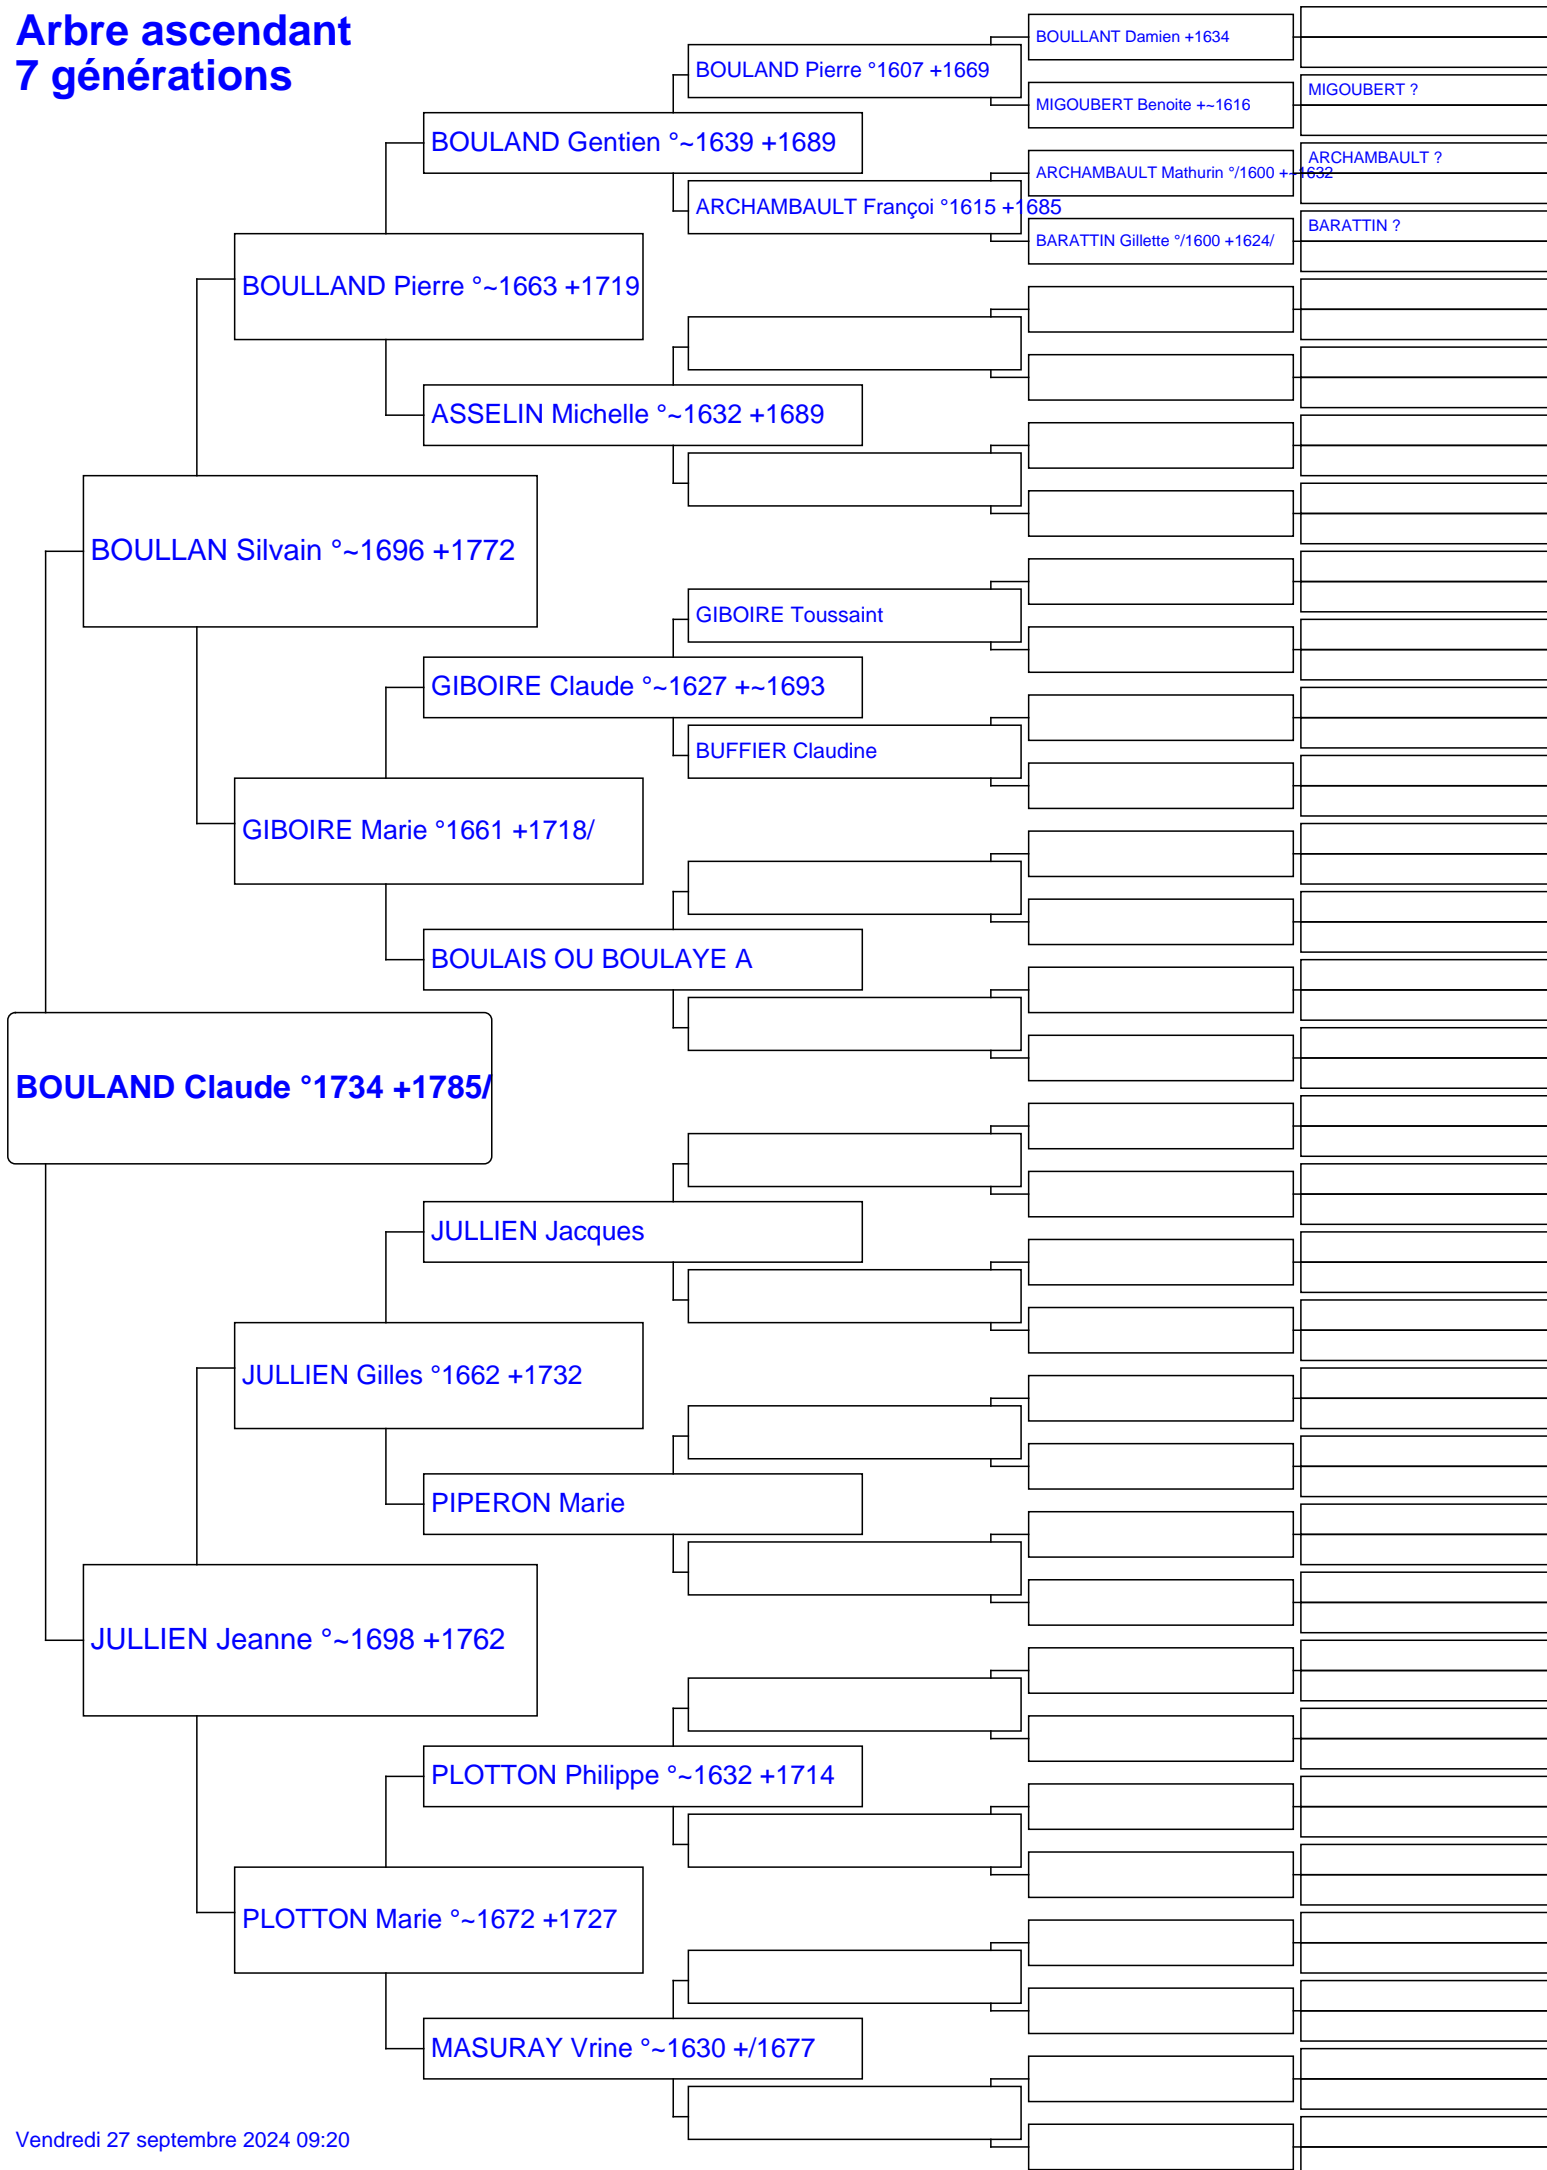 Arbre ascendant
7 générations
BOULLANT Damien +1634
BOULAND Pierre °1607 +1669
MIGOUBERT ?
MIGOUBERT Benoite +~1616
BOULAND Gentien °~1639 +1689
ARCHAMBAULT ?
ARCHAMBAULT Mathurin °/1600 +~1632
ARCHAMBAULT Françoi °1615 +1685
BARATTIN ?
BARATTIN Gillette °/1600 +1624/
BOULLAND Pierre °~1663 +1719
ASSELIN Michelle °~1632 +1689
BOULLAN Silvain °~1696 +1772
GIBOIRE Toussaint
GIBOIRE Claude °~1627 +~1693
BUFFIER Claudine
GIBOIRE Marie °1661 +1718/
BOULAIS OU BOULAYE A
BOULAND Claude °1734 +1785/
JULLIEN Jacques
JULLIEN Gilles °1662 +1732
PIPERON Marie
JULLIEN Jeanne °~1698 +1762
PLOTTON Philippe °~1632 +1714
PLOTTON Marie °~1672 +1727
MASURAY Vrine °~1630 +/1677
Vendredi 27 septembre 2024 09:20